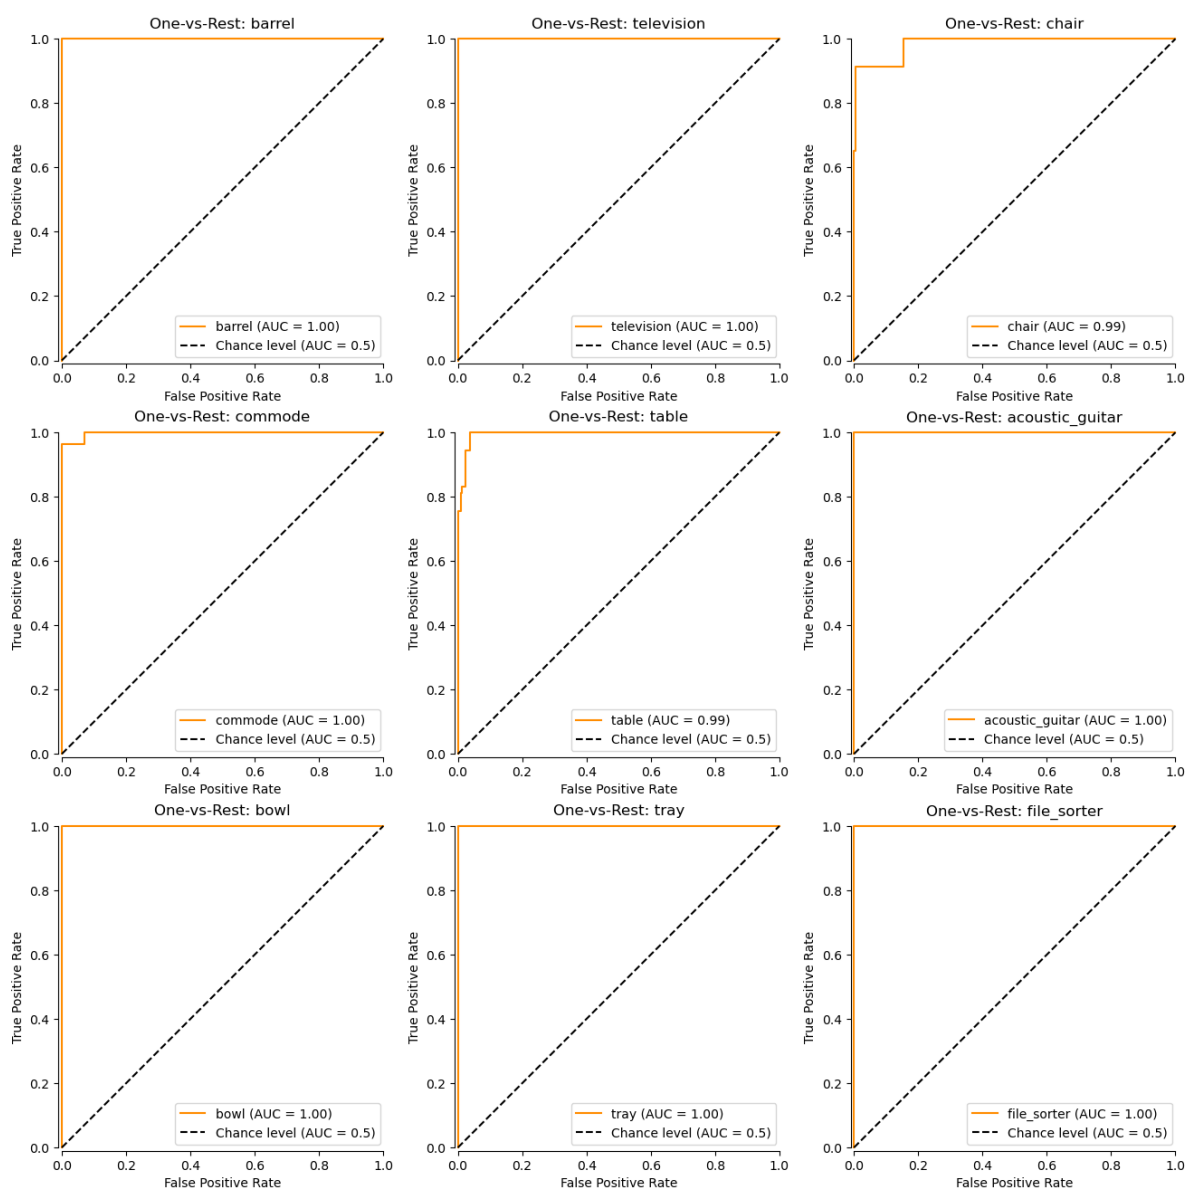 One-vs-Rest: barrel
1.0
0.8
0.6
0.4
0.2
0.0
True Positive Rate
barrel (AUC = 1.00)
Chance level (AUC = 0.5)
0.0 0.2 0.4 0.6 0.8 1.0
False Positive Rate
One-vs-Rest: television
1.0
0.8
0.6
0.4
0.2
0.0
True Positive Rate
television (AUC = 1.00)
Chance level (AUC = 0.5)
0.0 0.2 0.4 0.6 0.8 1.0
False Positive Rate
One-vs-Rest: chair
1.0
0.8
0.6
0.4
0.2
0.0
True Positive Rate
chair (AUC = 0.99)
Chance level (AUC = 0.5)
0.0 0.2 0.4 0.6 0.8 1.0
False Positive Rate
One-vs-Rest: commode
1.0
0.8
0.6
0.4
0.2
0.0
True Positive Rate
commode (AUC = 1.00)
Chance level (AUC = 0.5)
0.0 0.2 0.4 0.6 0.8 1.0
False Positive Rate
One-vs-Rest: table
1.0
0.8
0.6
0.4
0.2
0.0
True Positive Rate
table (AUC = 0.99)
Chance level (AUC = 0.5)
0.0 0.2 0.4 0.6 0.8 1.0
False Positive Rate
One-vs-Rest: acoustic_guitar
1.0
0.8
0.6
0.4
0.2
0.0
True Positive Rate
acoustic_guitar (AUC = 1.00)
Chance level (AUC = 0.5)
0.0 0.2 0.4 0.6 0.8 1.0
False Positive Rate
One-vs-Rest: bowl
1.0
0.8
0.6
0.4
0.2
0.0
True Positive Rate
bowl (AUC = 1.00)
Chance level (AUC = 0.5)
0.0 0.2 0.4 0.6 0.8 1.0
False Positive Rate
One-vs-Rest: tray
1.0
0.8
0.6
0.4
0.2
0.0
True Positive Rate
tray (AUC = 1.00)
Chance level (AUC = 0.5)
0.0 0.2 0.4 0.6 0.8 1.0
False Positive Rate
One-vs-Rest: file_sorter
1.0
0.8
0.6
0.4
0.2
0.0
True Positive Rate
file_sorter (AUC = 1.00)
Chance level (AUC = 0.5)
0.0 0.2 0.4 0.6 0.8 1.0
False Positive Rate